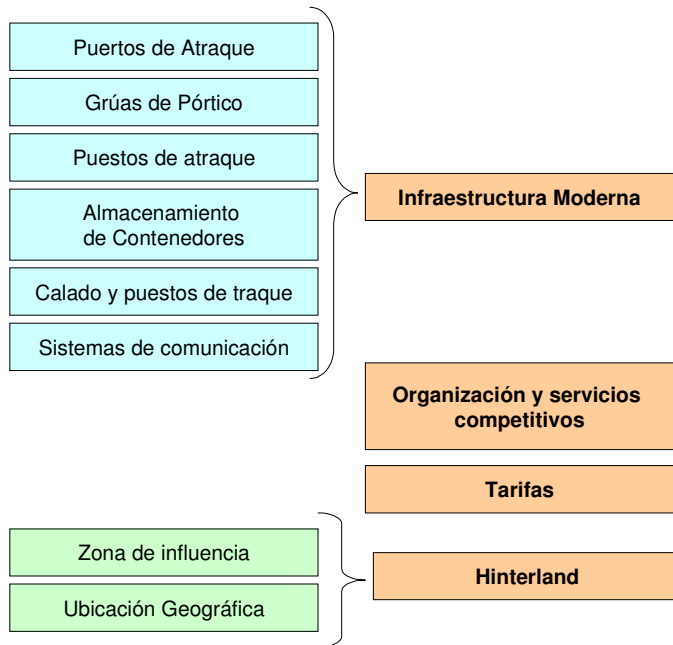 Puertos de Atraque
Grúas de Pórtico
Puestos de atraque
Almacenamiento
de Contenedores
Calado y puestos de traque
Sistemas de comunicación
Infraestructura Moderna
Organización y servicios
competitivos
Tarifas
Zona de influencia
Ubicación Geográfica
Hinterland